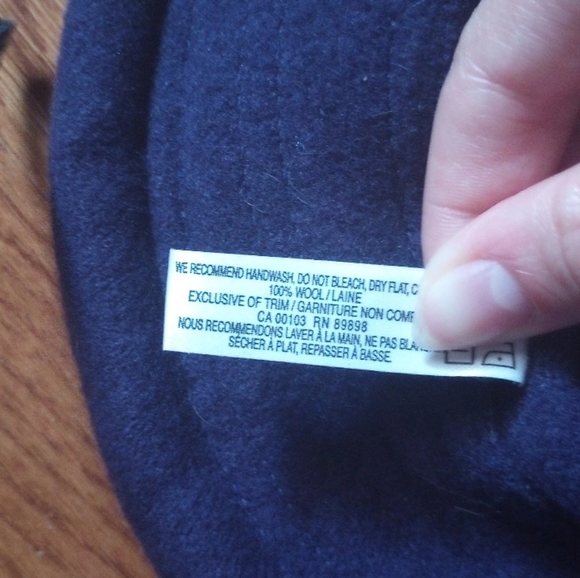 WE RECOMMEND HANDWASH, DO NOT BLEACH, DRY FLAT,
100% WOOL / LAINE
EXCLUSIVE OF TRIM / GARNITURE NON
CA 00103 RN 89898
NOUS RECOMMENDONS LAVER À LA MAIN, NE PAS
SÉCHER À PLAT, REPASSER À BASSE.